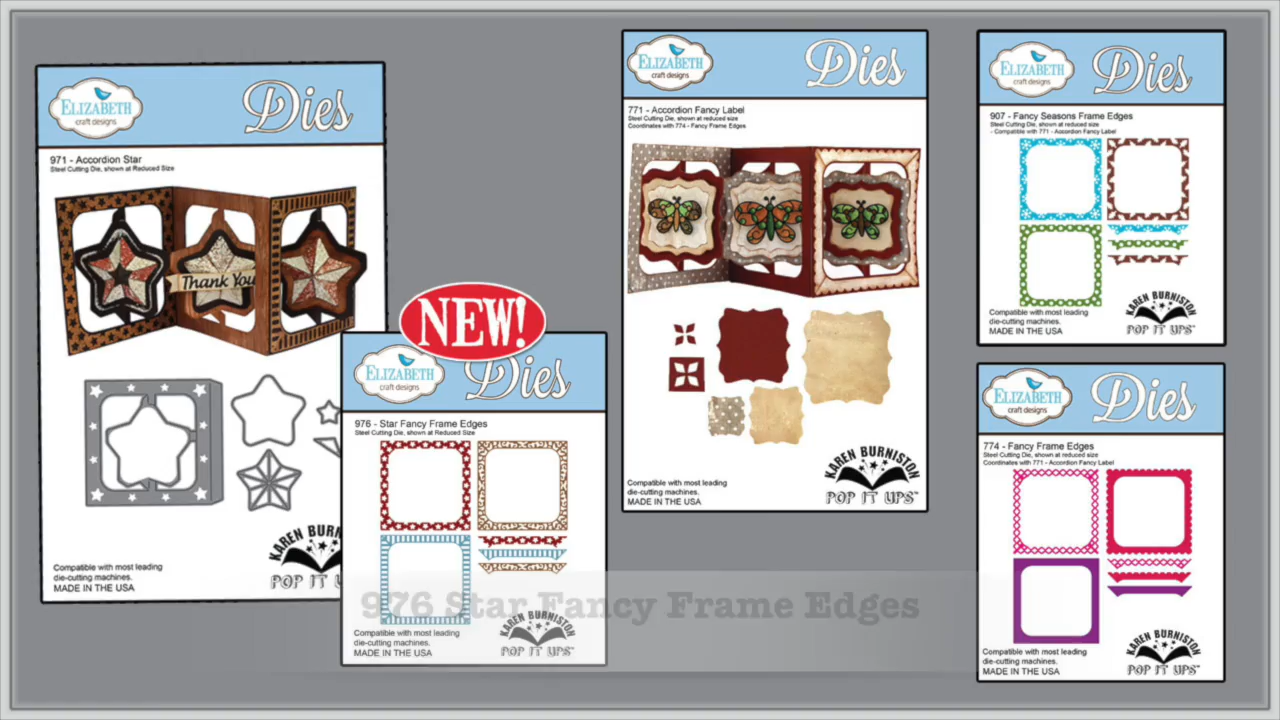 ELIZABETH
craft designs
Dies
971 - Accordion Star
Steel Cutting Die, shown at Reduced Size
Thank You
Compatible with most leading
die-cutting machines.
MADE IN THE USA
KAREN BURN
POP IT U
NEW!
ELIZABETH
craft designs
Dies
976 - Star Fancy Frame Edges
Steel Cutting Die, shown at Reduced Size
976 Star Fancy Frame Edges
Compatible with most leading
die-cutting machines.
MADE IN THE USA
KAREN BURNISTON
POP IT UPS™
ELIZABETH
craft designs
Dies
771 - Accordion Fancy Label
Steel Cutting Die, shown at reduced size
Coordinates with 774 - Fancy Frame Edges
Compatible with most leading
die-cutting machines.
MADE IN THE USA
KAREN BURNISTON
POP IT UPS™
ELIZABETH
craft designs
Dies
907 - Fancy Seasons Frame Edges
Steel Cutting Die, shown at reduced size
- Compatible with 771 - Accordion Fancy Label
Compatible with most leading
die-cutting machines.
MADE IN THE USA
KAREN BURNISTON
POP IT UPS™
ELIZABETH
craft designs
Dies
774 - Fancy Frame Edges
Steel Cutting Die, shown at reduced size
Coordinates with 771 - Accordion Fancy Label
Compatible with most leading
die-cutting machines.
MADE IN THE USA
KAREN BURNISTON
POP IT UPS™